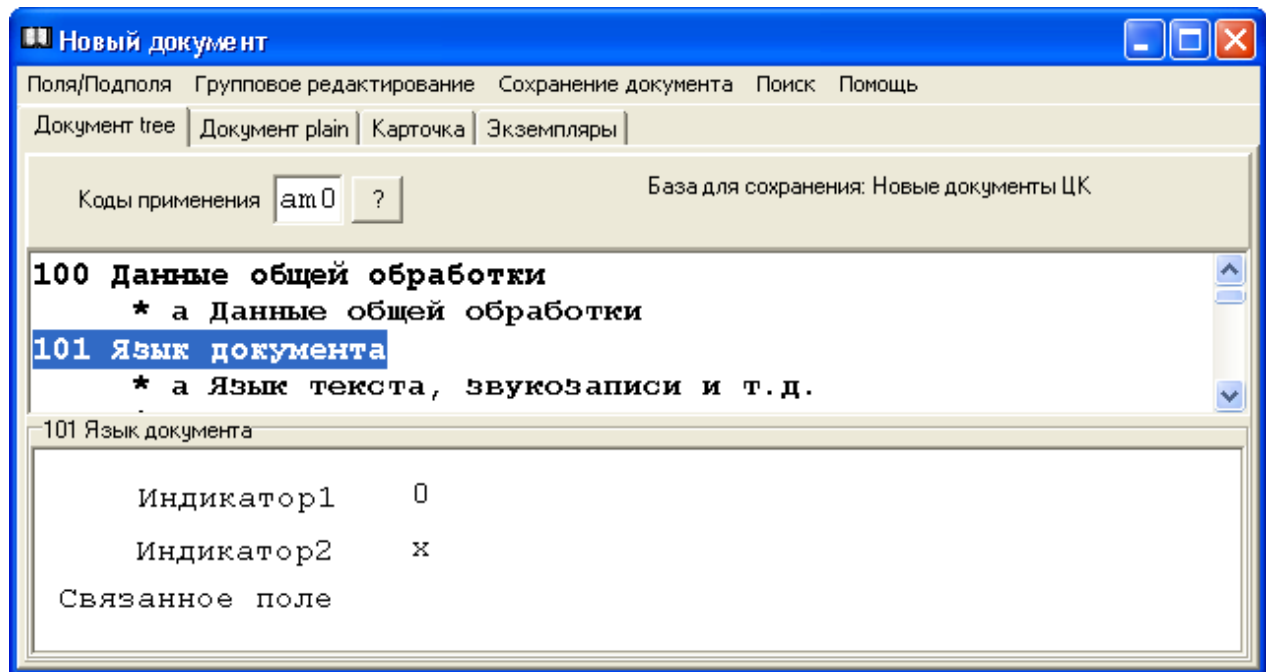 Новый документ
Поля/Подполя Групповое редактирование Сохранение документа Поиск Помощь
Документ tree Документ plain Карточка Экземпляры
Коды применения am0 ? База для сохранения: Новые документы ЦК
100 Данные общей обработки
* а Данные общей обработки
101 Язык документа
* а Язык текста, звукозаписи и т.д.
101 Язык документа
Индикатор1 0
Индикатор2 x
Связанное поле